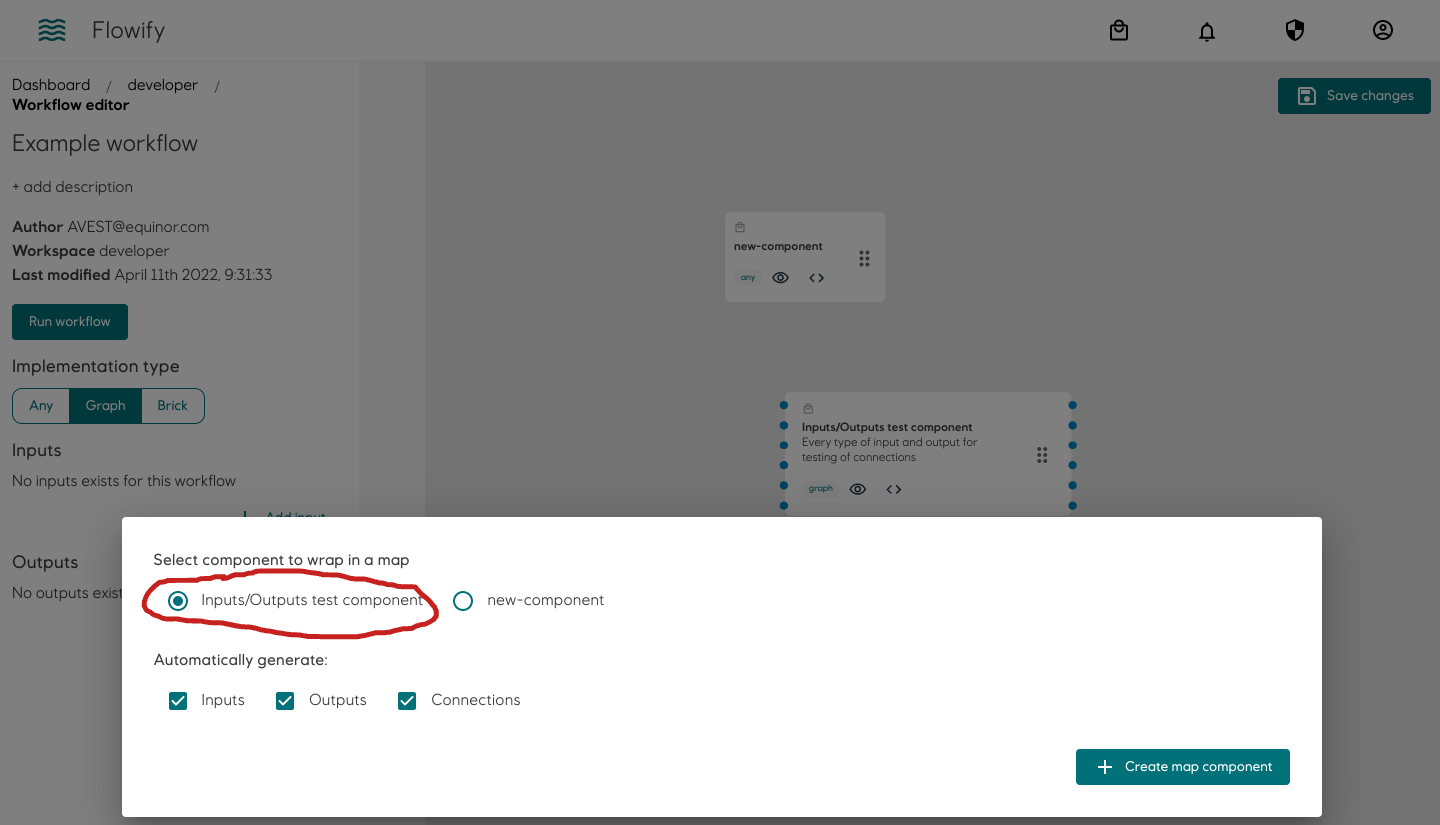 Flowify
Dashboard / developer /
Workflow editor
Example workflow
+ add description
Author AVEST@equinor.com
Workspace developer
Last modified April 11th 2022, 9:31:33
Run workflow
Implementation type
Any Graph Brick
Inputs
No inputs exists for this workflow
Add input
Outputs
No outputs exist
Save changes
new-component
any
Inputs/Outputs test component
Every type of input and output for
testing of connections
graph
Select component to wrap in a map
Inputs/Outputs test component new-component
Automatically generate:
Inputs Outputs Connections
Create map component